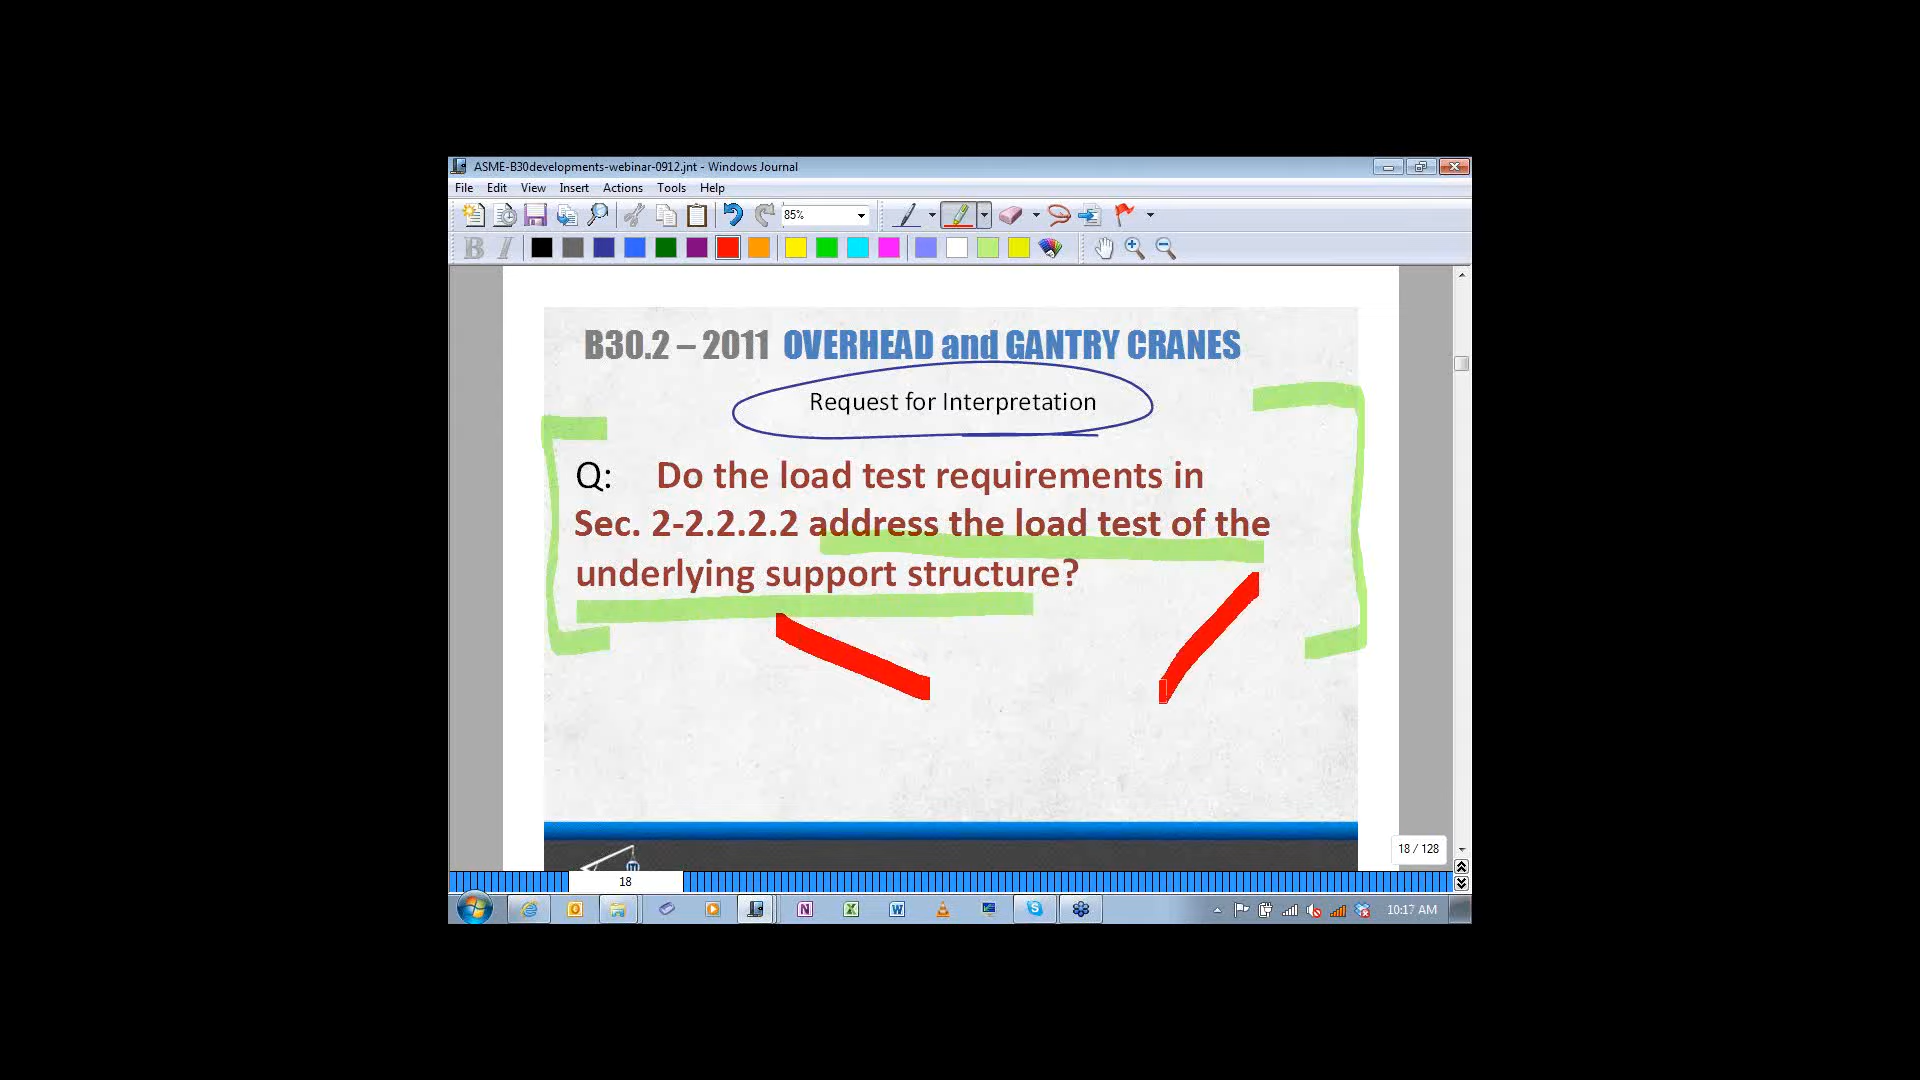 ASME-B30developments-webinar-0912.jnt - Windows Journal
File Edit View Insert Actions Tools Help
85%
B I
B30.2 – 2011 OVERHEAD and GANTRY CRANES
Request for Interpretation
Q: Do the load test requirements in
Sec. 2-2.2.2.2 address the load test of the
underlying support structure?
18 / 128
18
10:17 AM